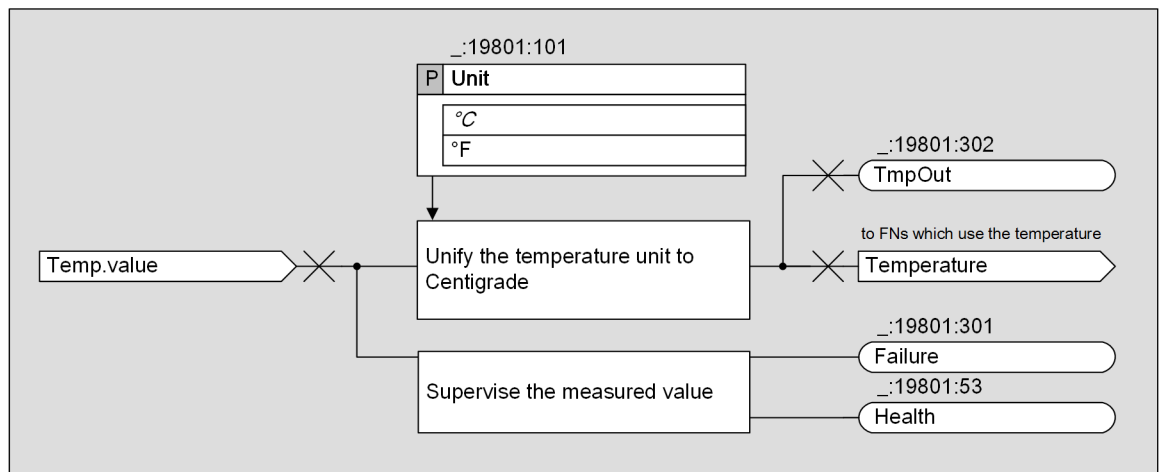 _:19801:101
P Unit
°C
°F
_:19801:302
TmpOut
to FNs which use the temperature
Temp.value
Unify the temperature unit to
Centigrade
Temperature
_:19801:301
Failure
Supervise the measured value
_:19801:53
Health